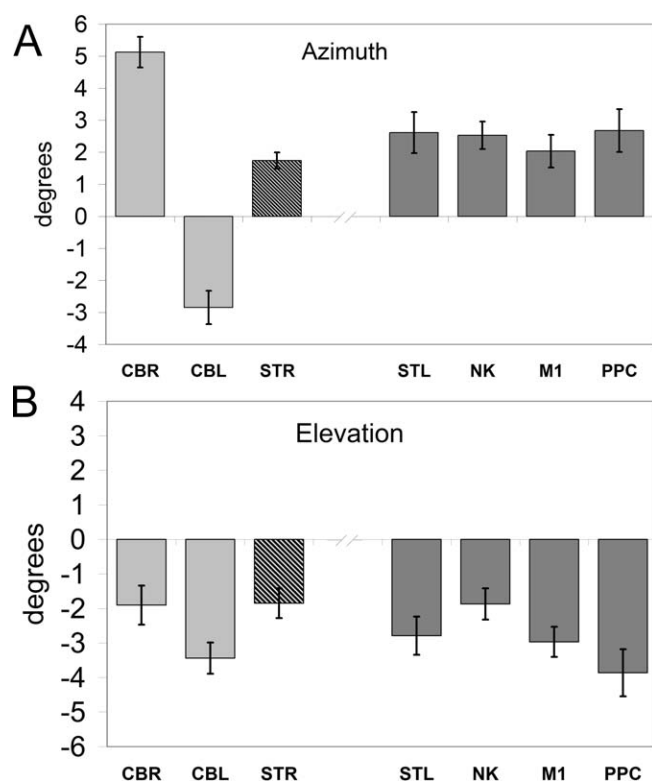 A
Azimuth
degrees
6
5
4
3
2
1
0
-1
-2
-3
-4
CBR CBL STR STL NK M1 PPC
B
Elevation
degrees
4
3
2
1
0
-1
-2
-3
-4
-5
-6
CBR CBL STR STL NK M1 PPC